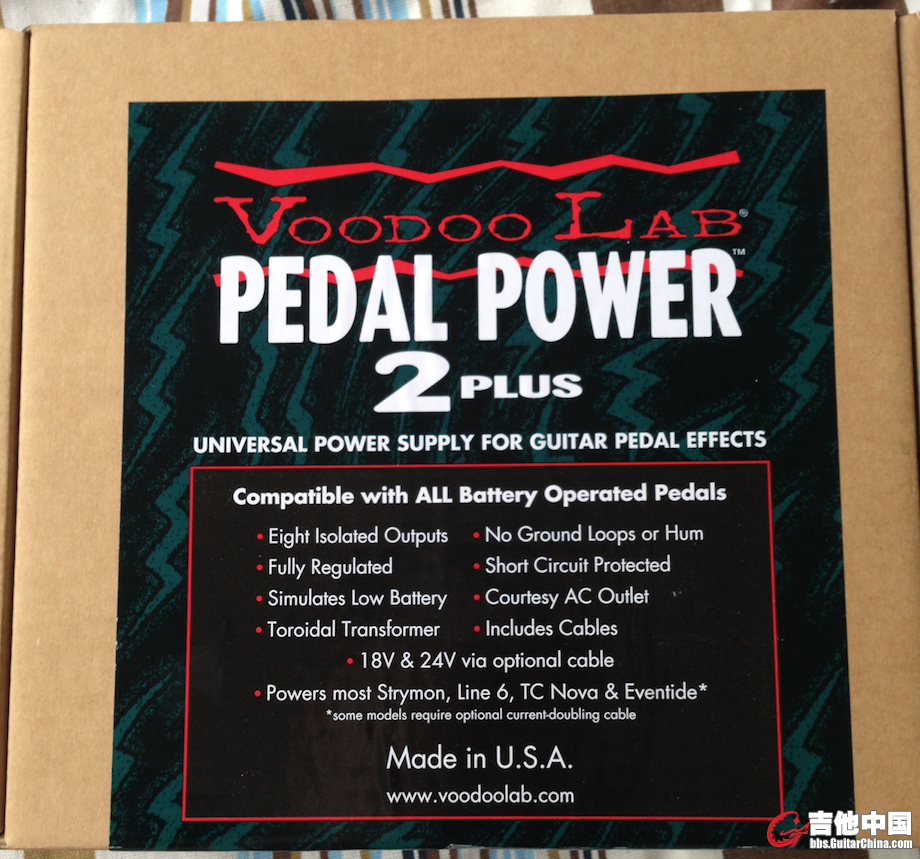 VOODOO LAB®
PEDAL POWER™
2 PLUS
UNIVERSAL POWER SUPPLY FOR GUITAR PEDAL EFFECTS
Compatible with ALL Battery Operated Pedals
• Eight Isolated Outputs • No Ground Loops or Hum
• Fully Regulated • Short Circuit Protected
• Simulates Low Battery • Courtesy AC Outlet
• Toroidal Transformer • Includes Cables
• 18V & 24V via optional cable
• Powers most Strymon, Line 6, TC Nova & Eventide*
*some models require optional current-doubling cable
Made in U.S.A.
www.voodoolab.com
吉他中国
bbs.GuitarChina.com